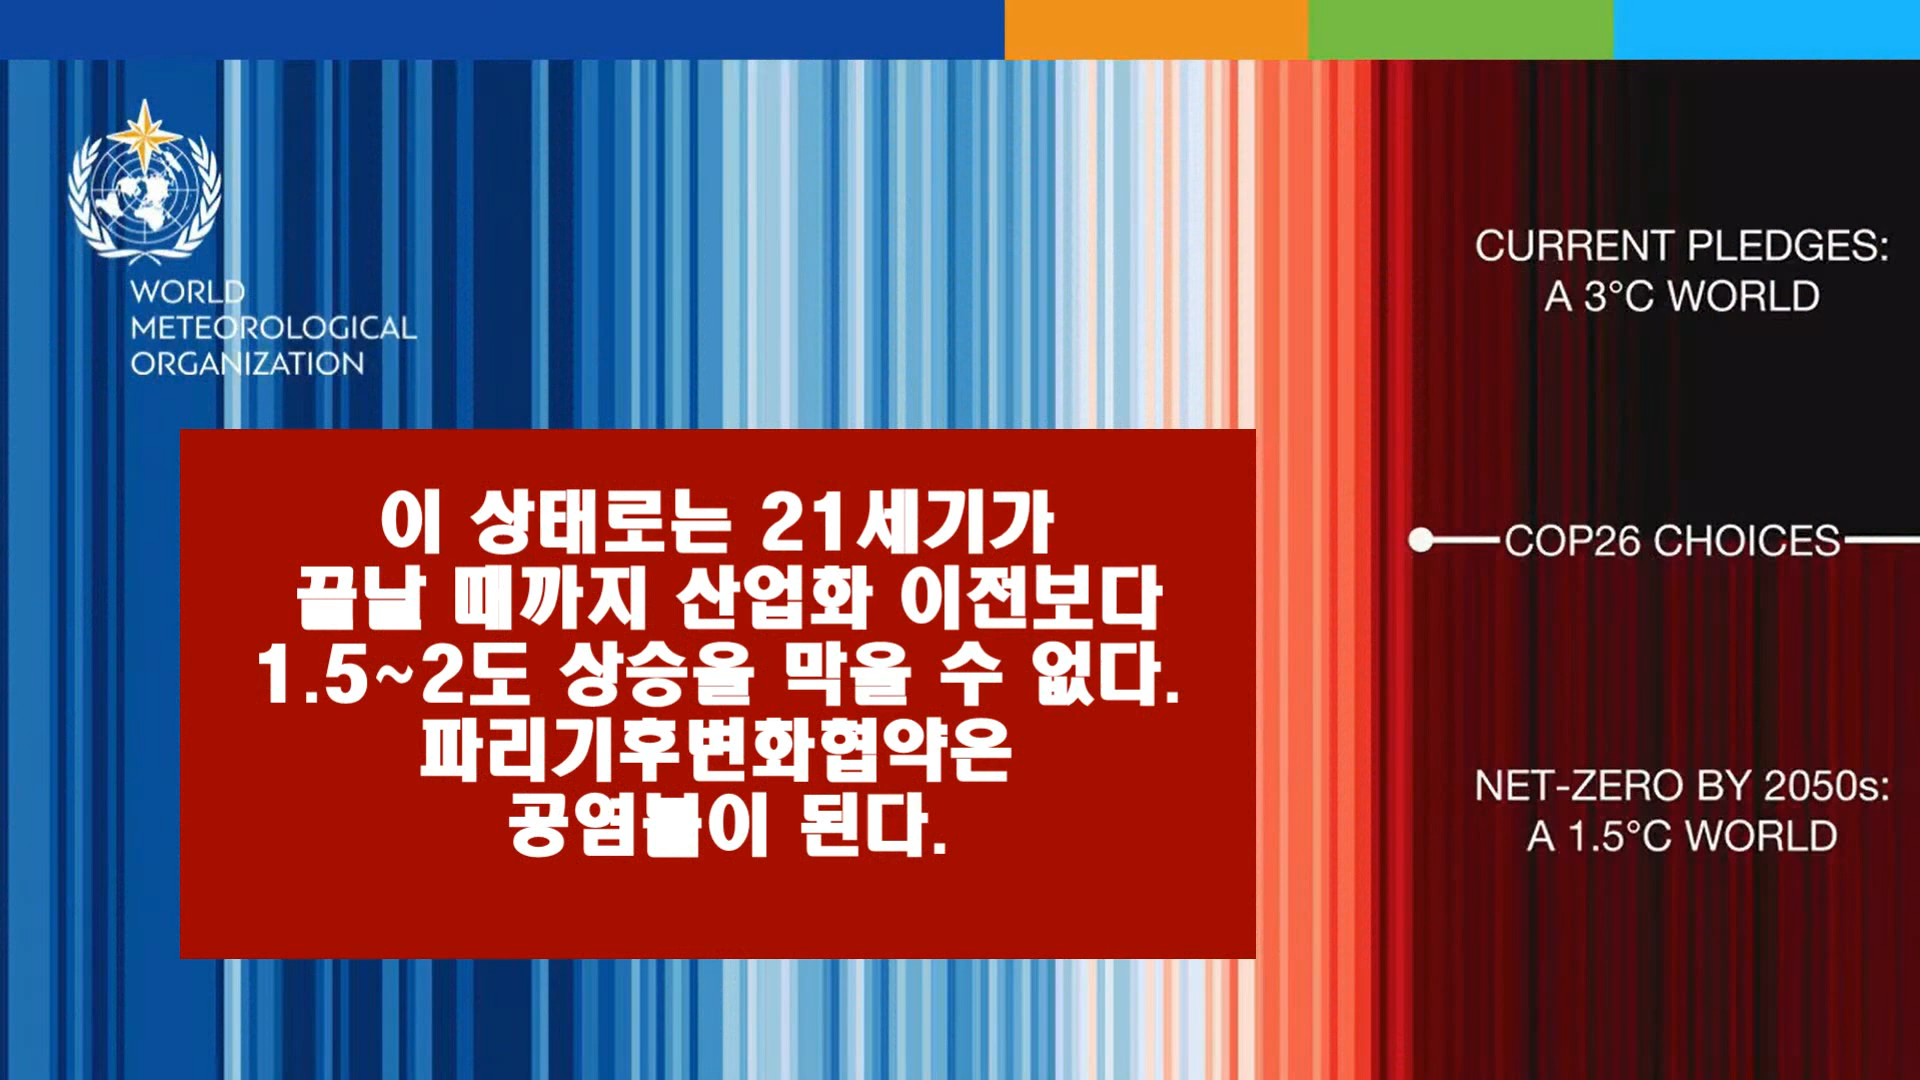 WORLD
METEOROLOGICAL
ORGANIZATION
이 상태로는 21세기가
끝날 때까지 산업화 이전보다
1.5~2도 상승을 막을 수 없다.
파리기후변화협약은
공염불이 된다.
CURRENT PLEDGES:
A 3°C WORLD
COP26 CHOICES
NET-ZERO BY 2050s:
A 1.5°C WORLD